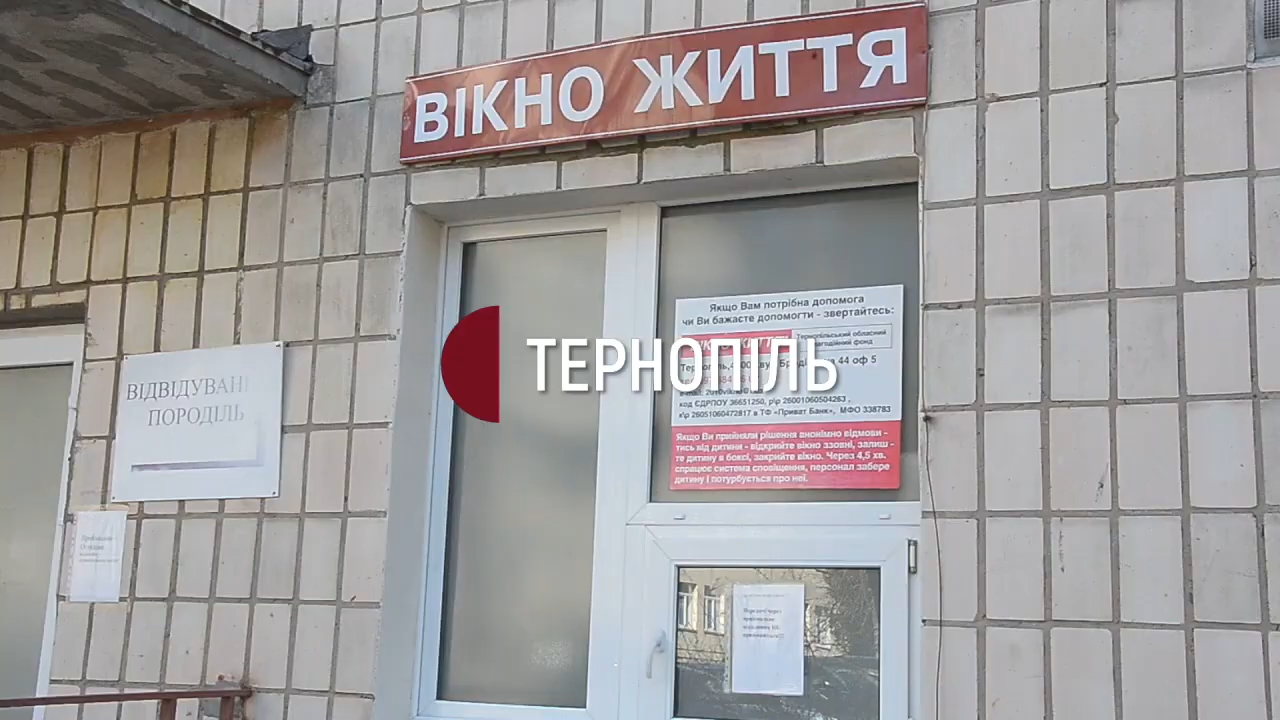 ВІКНО ЖИТТЯ
Якщо Вам потрібна допомога
чи Ви бажаєте допомогти - звертайтесь:
Тернопільський обласний
фонд
44 оф 5
ТЕРНОПІЛЬ
код ЄДРПОУ 36651250, р\р 26001060504263 ,
к\р 26051060472817 в ТФ «Приват Банк», МФО 338783
Якщо Ви прийняли рішення анонімно відмови -
тись від дитини - відкрийте вікно ззовні, залиш -
те дитину в боксі, закрийте вікно. Через 4,5 хв.
спрацює система сповіщення, персонал забере
дитину і потурбується про неї.
ВІДВІДУВАН
ПОРОДІЛЬ